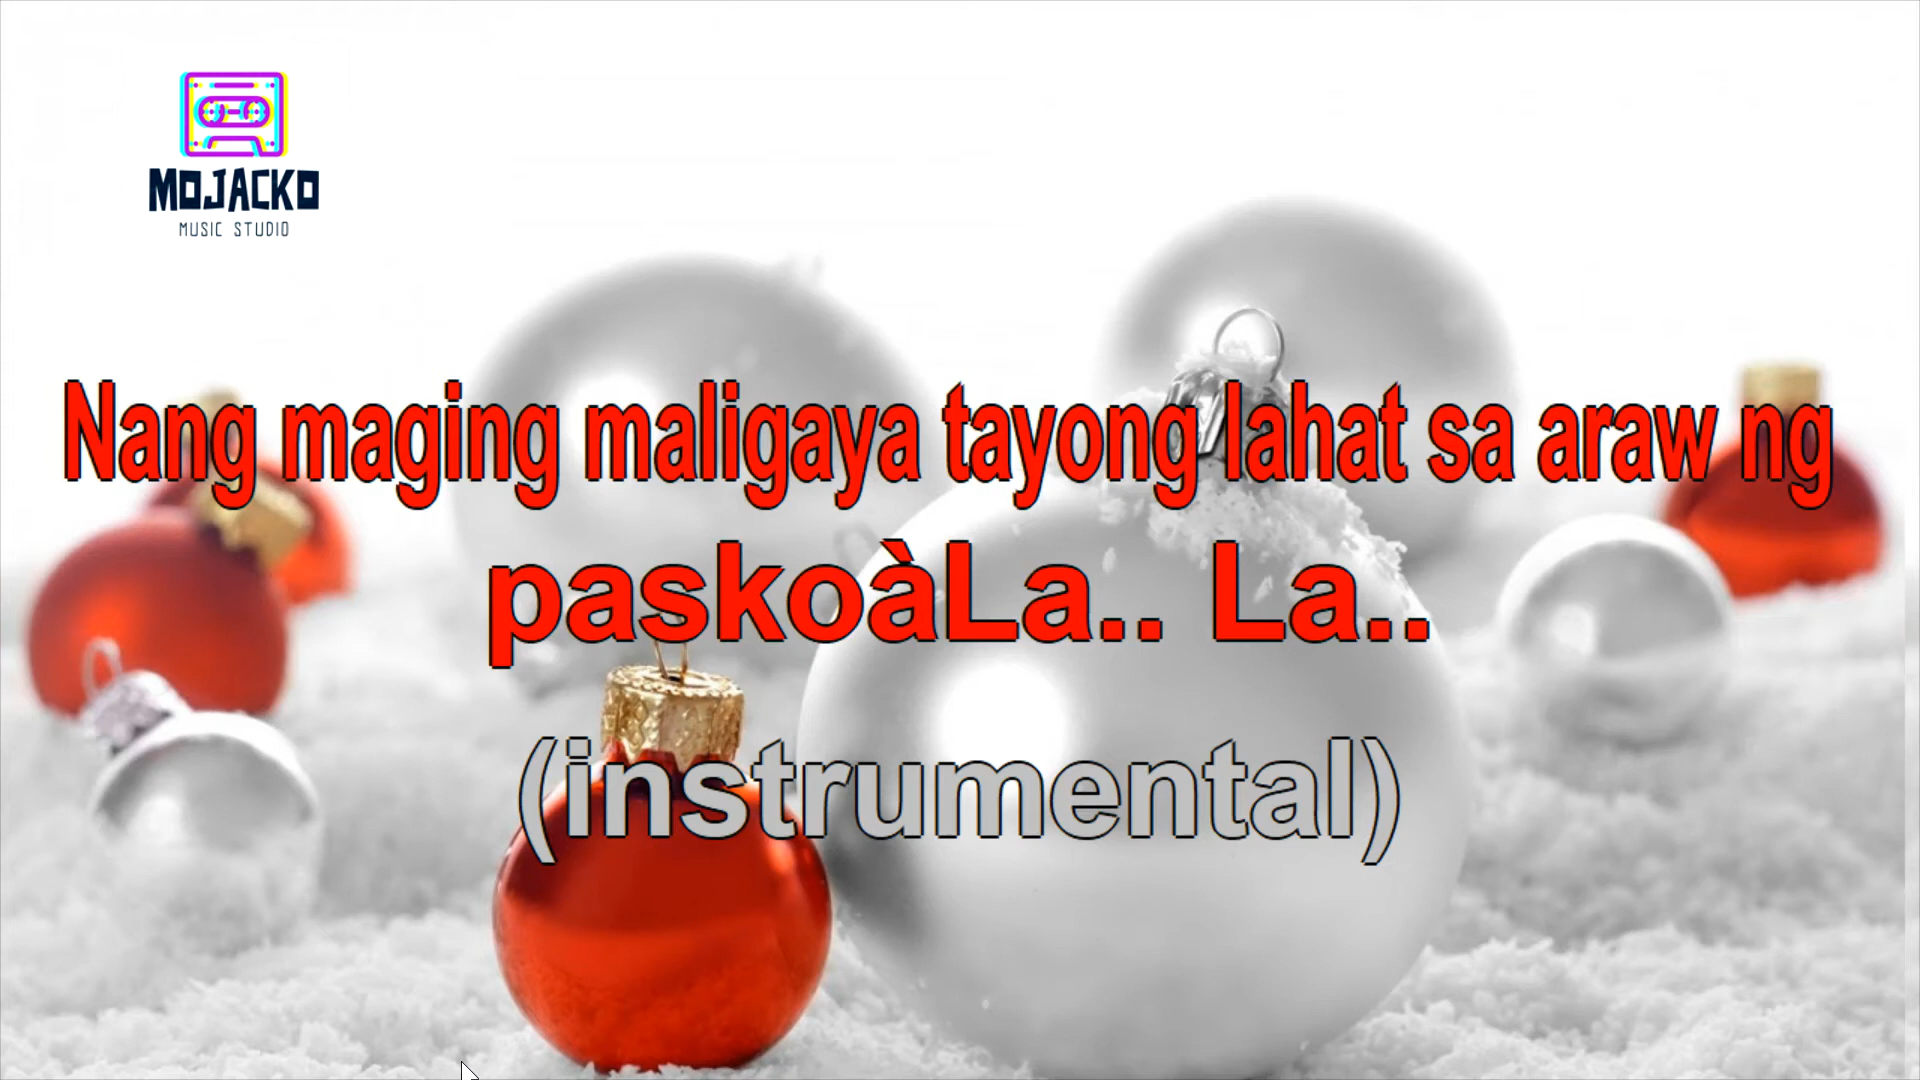 MOJACKO
MUSIC STUDIO
Nang maging maligaya tayong lahat sa araw ng
paskoàLa.. La..
(instrumental)